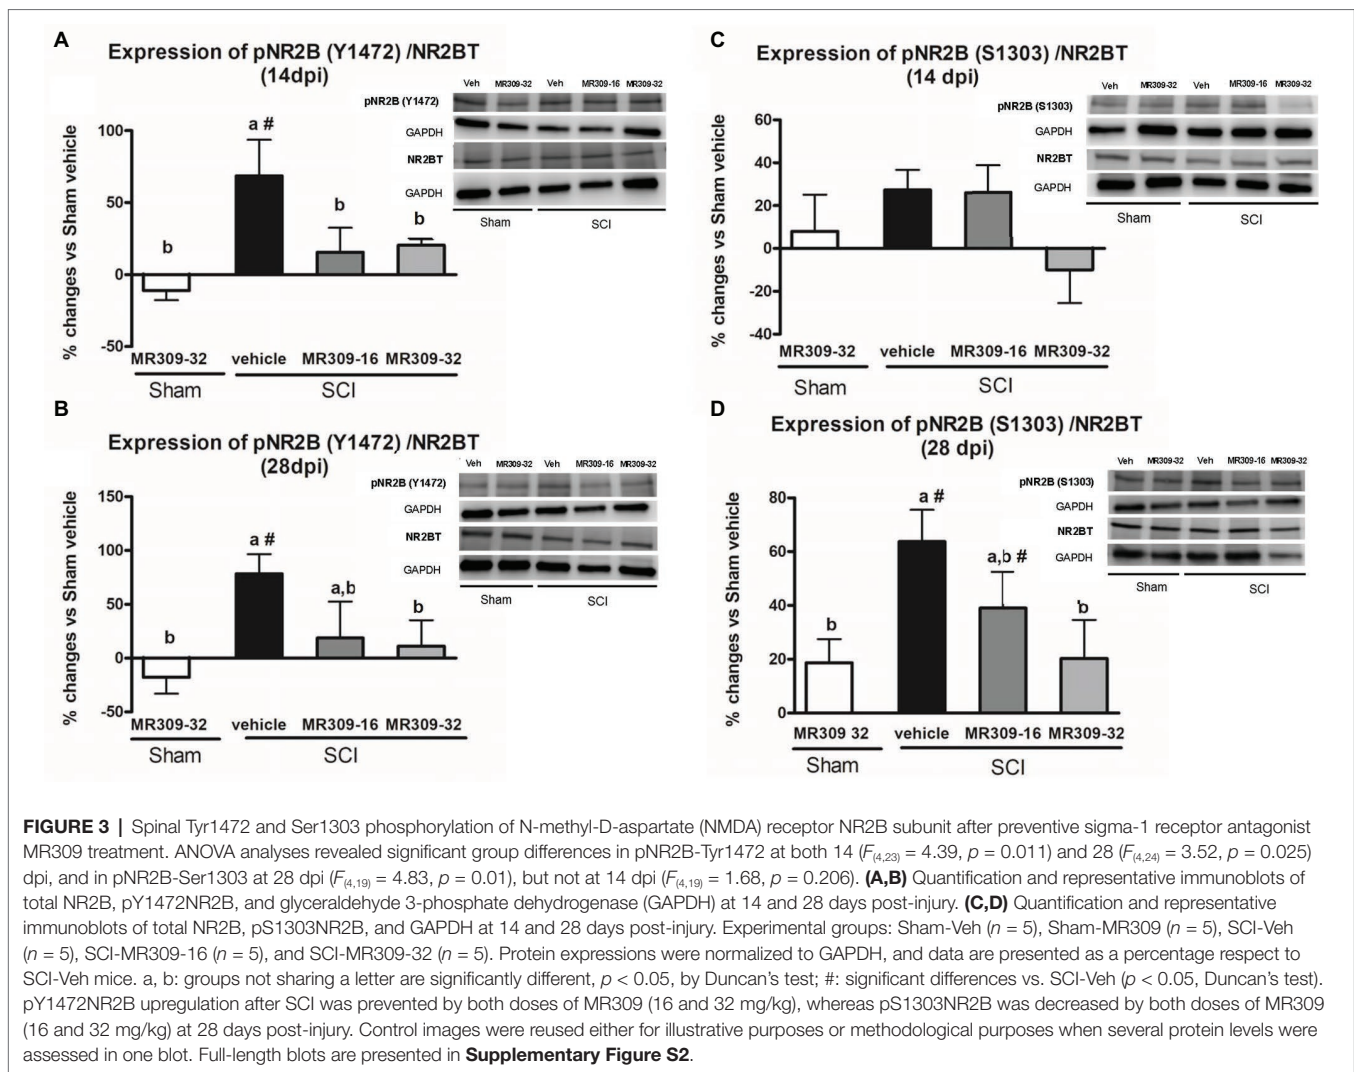 A
Expression of pNR2B (Y1472) /NR2BT
(14dpi)
Veh MR309-32 Veh MR309-16 MR309-32
pNR2B (Y1472)
GAPDH
NR2BT
GAPDH
Sham SCI
% changes vs Sham vehicle
100
50
0
-50
b
a #
b
b
MR309-32 vehicle MR309-16 MR309-32
Sham SCI
B
Expression of pNR2B (Y1472) /NR2BT
(28dpi)
Veh MR309-32 Veh MR309-16 MR309-32
pNR2B (Y1472)
GAPDH
NR2BT
GAPDH
Sham SCI
% changes vs Sham vehicle
150
100
50
0
-50
b
a #
a,b
b
MR309-32 vehicle MR309-16 MR309-32
Sham SCI
C
Expression of pNR2B (S1303) /NR2BT
(14 dpi)
Veh MR309-32 Veh MR309-16 MR309-32
pNR2B (S1303)
GAPDH
NR2BT
GAPDH
Sham SCI
% changes vs Sham vehicle
60
40
20
0
-20
-40
MR309-32 vehicle MR309-16 MR309-32
Sham SCI
D
Expression of pNR2B (S1303) /NR2BT
(28 dpi)
Veh MR309-32 Veh MR309-16 MR309-32
pNR2B (S1303)
GAPDH
NR2BT
GAPDH
Sham SCI
% changes vs Sham vehicle
80
60
40
20
0
b
a #
a,b #
b
MR309 32 vehicle MR309-16 MR309-32
Sham SCI
FIGURE 3 | Spinal Tyr1472 and Ser1303 phosphorylation of N-methyl-D-aspartate (NMDA) receptor NR2B subunit after preventive sigma-1 receptor antagonist
MR309 treatment. ANOVA analyses revealed significant group differences in pNR2B-Tyr1472 at both 14 (F(4,23) = 4.39, p = 0.011) and 28 (F(4,24) = 3.52, p = 0.025)
dpi, and in pNR2B-Ser1303 at 28 dpi (F(4,19) = 4.83, p = 0.01), but not at 14 dpi (F(4,19) = 1.68, p = 0.206). (A,B) Quantification and representative immunoblots of
total NR2B, pY1472NR2B, and glyceraldehyde 3-phosphate dehydrogenase (GAPDH) at 14 and 28 days post-injury. (C,D) Quantification and representative
immunoblots of total NR2B, pS1303NR2B, and GAPDH at 14 and 28 days post-injury. Experimental groups: Sham-Veh (n = 5), Sham-MR309 (n = 5), SCI-Veh
(n = 5), SCI-MR309-16 (n = 5), and SCI-MR309-32 (n = 5). Protein expressions were normalized to GAPDH, and data are presented as a percentage respect to
SCI-Veh mice. a, b: groups not sharing a letter are significantly different, p < 0.05, by Duncan's test; #: significant differences vs. SCI-Veh (p < 0.05, Duncan's test).
pY1472NR2B upregulation after SCI was prevented by both doses of MR309 (16 and 32 mg/kg), whereas pS1303NR2B was decreased by both doses of MR309
(16 and 32 mg/kg) at 28 days post-injury. Control images were reused either for illustrative purposes or methodological purposes when several protein levels were
assessed in one blot. Full-length blots are presented in Supplementary Figure S2.